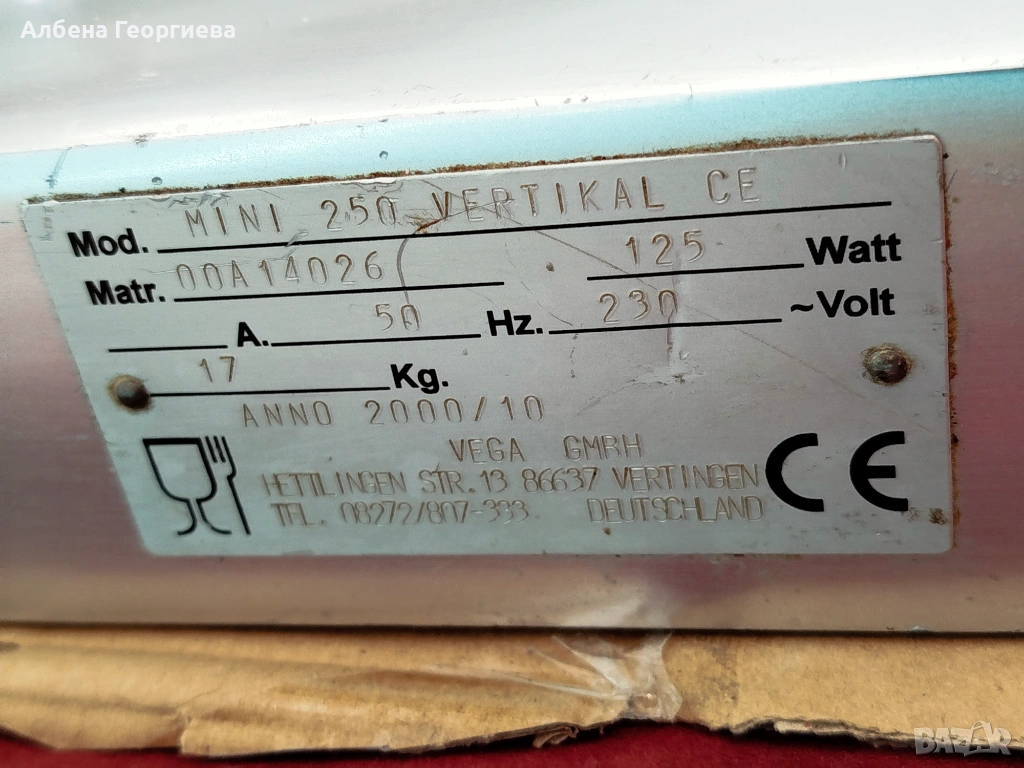 Албена Георгиева
Mod. MINI 250 VERTIKAL CE
Matr. 00A14026 125 Watt
A. 50 Hz. 230 ~Volt
17 Kg.
ANNO 2000/10
VEGA GMBH
HETTLINGEN STR.13 86637 VERTINGEN
TEL. 08272/807-333 DEUTSCHLAND
CE
BAZAR